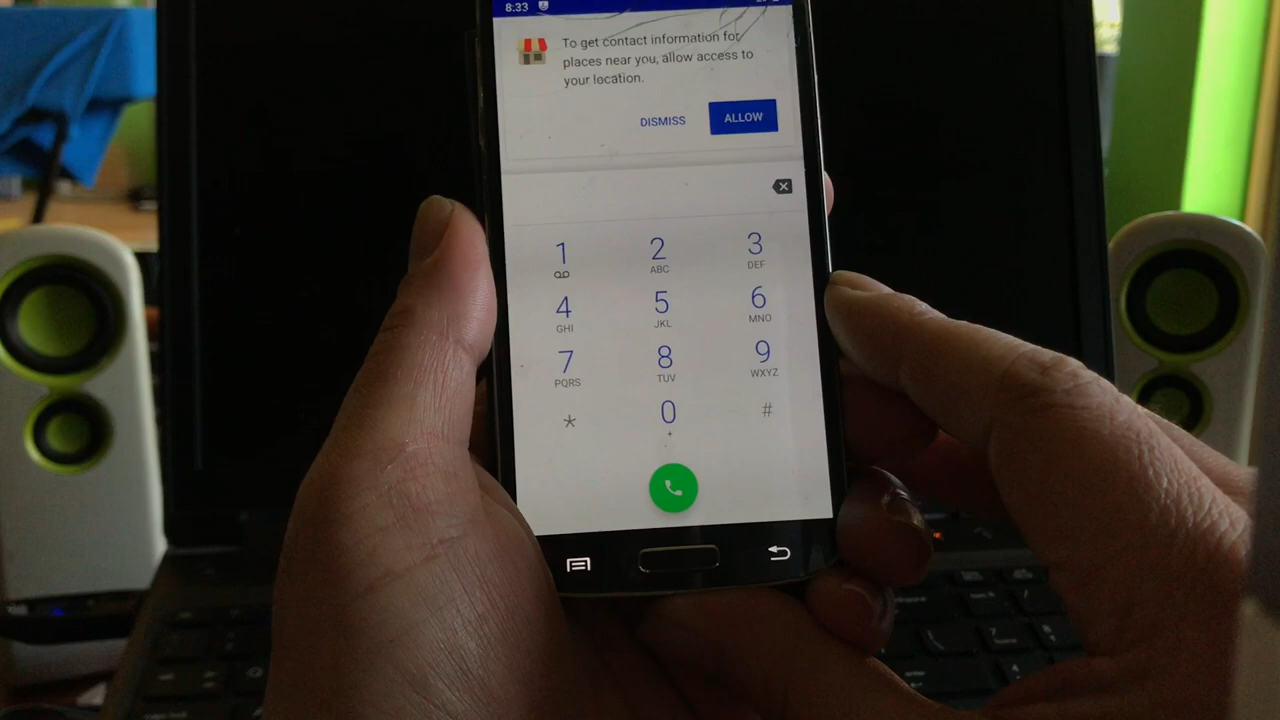 8:33
To get contact information for
places near you, allow access to
your location.
DISMISS
ALLOW
1
2
ABC
3
DEF
4
GHI
5
JKL
6
MNO
7
PQRS
8
TUV
9
WXYZ
*
0
+
#